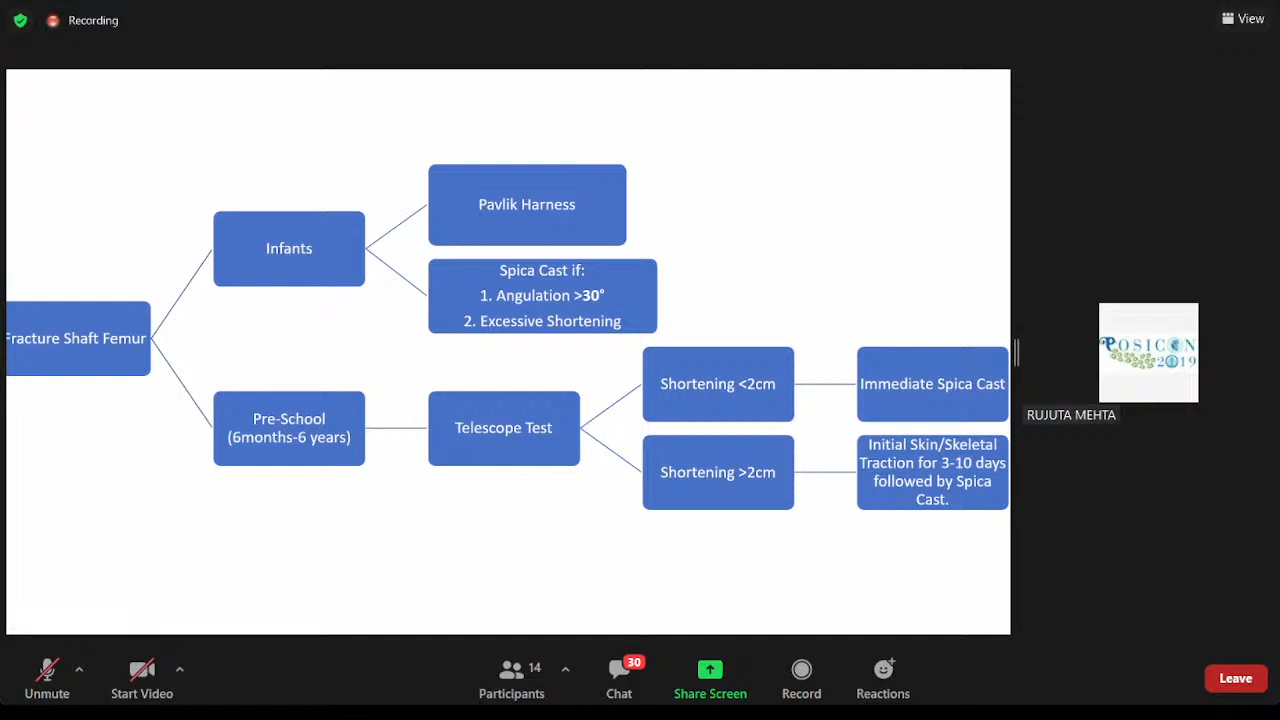 Recording
View
Pavlik Harness
Infants
Spica Cast if:
1. Angulation >30°
2. Excessive Shortening
Fracture Shaft Femur
Shortening <2cm
Immediate Spica Cast
Pre-School
(6months-6 years)
Telescope Test
Shortening >2cm
Initial Skin/Skeletal
Traction for 3-10 days
followed by Spica
Cast.
POSICON
2019
RUJUTA MEHTA
Unmute
Start Video
14
Participants
30
Chat
Share Screen
Record
Reactions
Leave